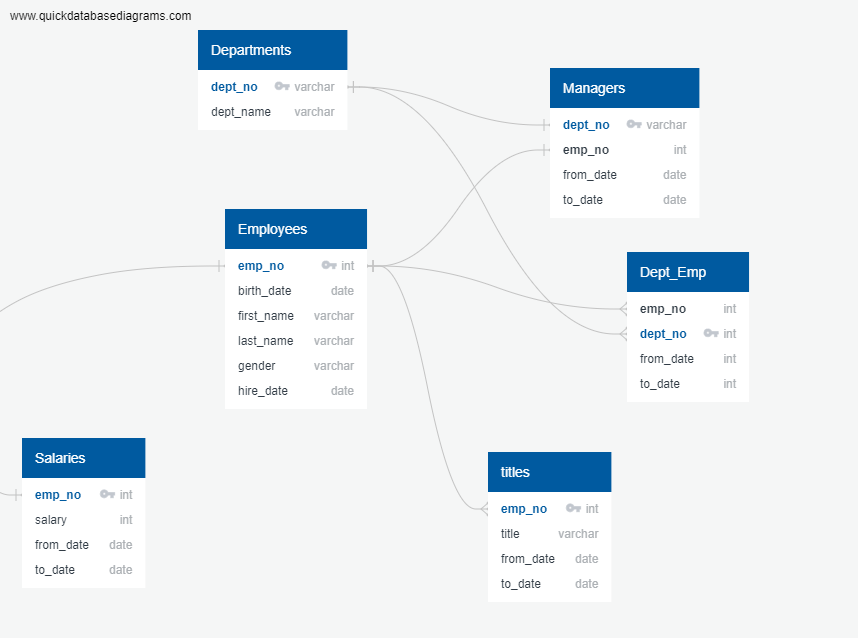 www.quickdatabasediagrams.com
Departments
dept_no varchar
dept_name varchar
Managers
dept_no varchar
emp_no int
from_date date
to_date date
Employees
emp_no int
birth_date date
first_name varchar
last_name varchar
gender varchar
hire_date date
Dept_Emp
emp_no int
dept_no int
from_date int
to_date int
Salaries
emp_no int
salary int
from_date date
to_date date
titles
emp_no int
title varchar
from_date date
to_date date